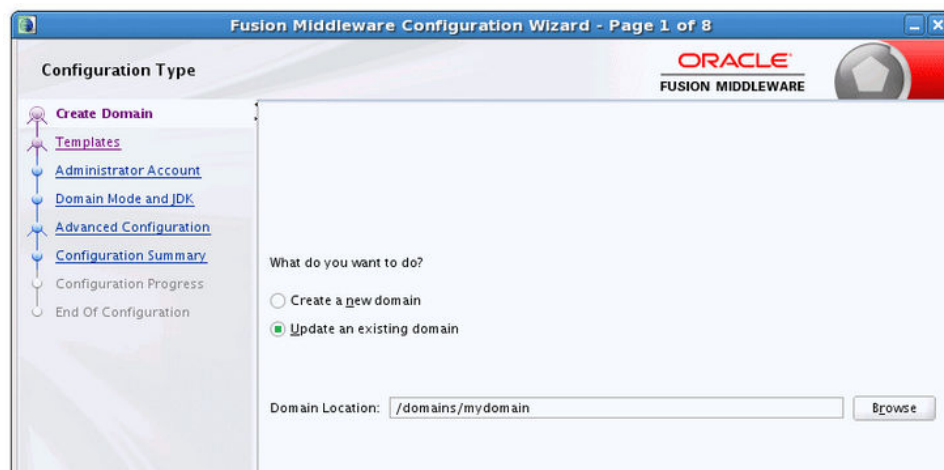 Fusion Middleware Configuration Wizard - Page 1 of 8
Configuration Type
ORACLE
FUSION MIDDLEWARE
Create Domain
Templates
Administrator Account
Domain Mode and JDK
Advanced Configuration
Configuration Summary
Configuration Progress
End Of Configuration
What do you want to do?
Create a new domain
Update an existing domain
Domain Location: /domains/mydomain Browse